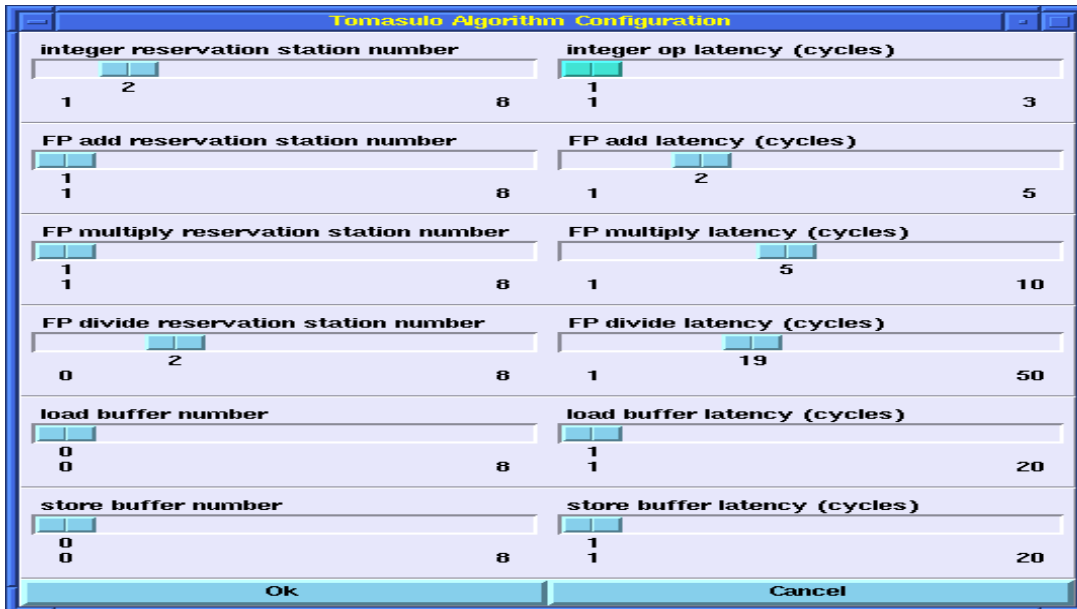 Tomasulo Algorithm Configuration
integer reservation station number
2
1 8
integer op latency (cycles)
1
1 3
FP add reservation station number
1
1 8
FP add latency (cycles)
2
1 5
FP multiply reservation station number
1
1 8
FP multiply latency (cycles)
5
1 10
FP divide reservation station number
2
0 8
FP divide latency (cycles)
19
1 50
load buffer number
0
0 8
load buffer latency (cycles)
1
1 20
store buffer number
0
0 8
store buffer latency (cycles)
1
1 20
Ok
Cancel